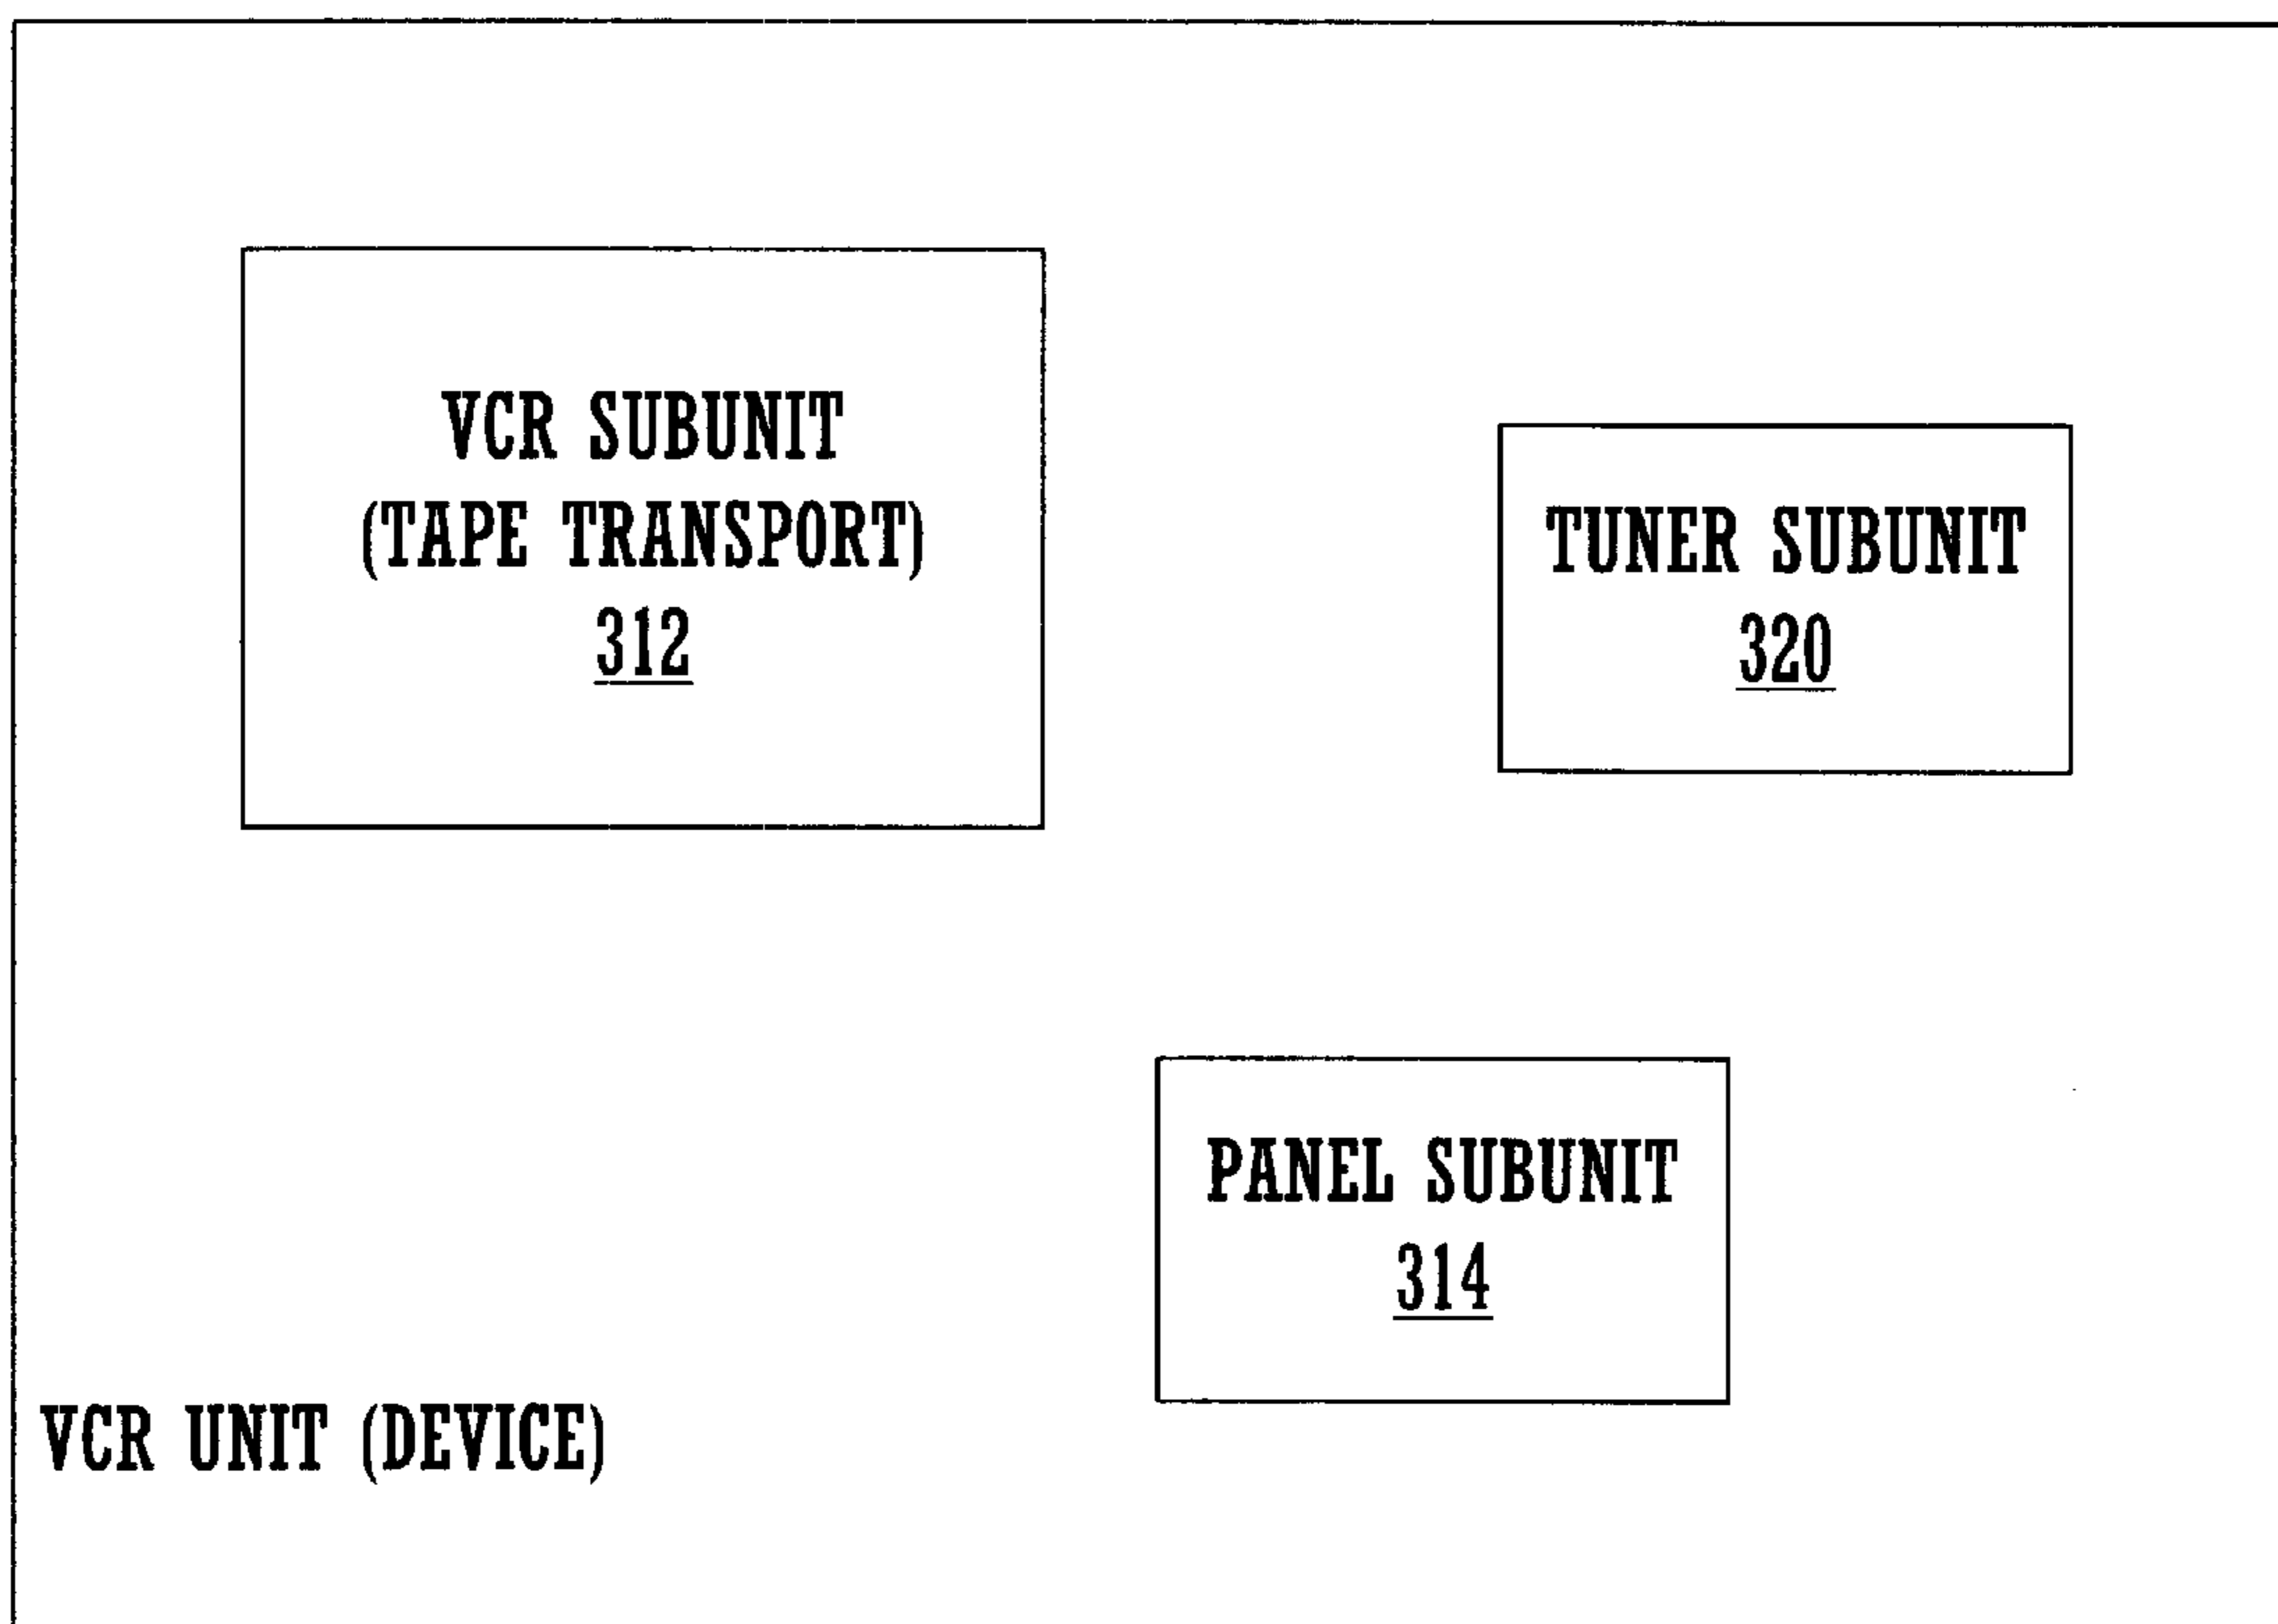 VCR SUBUNIT
(TAPE TRANSPORT)
312
TUNER SUBUNIT
320
PANEL SUBUNIT
314
VCR UNIT (DEVICE)